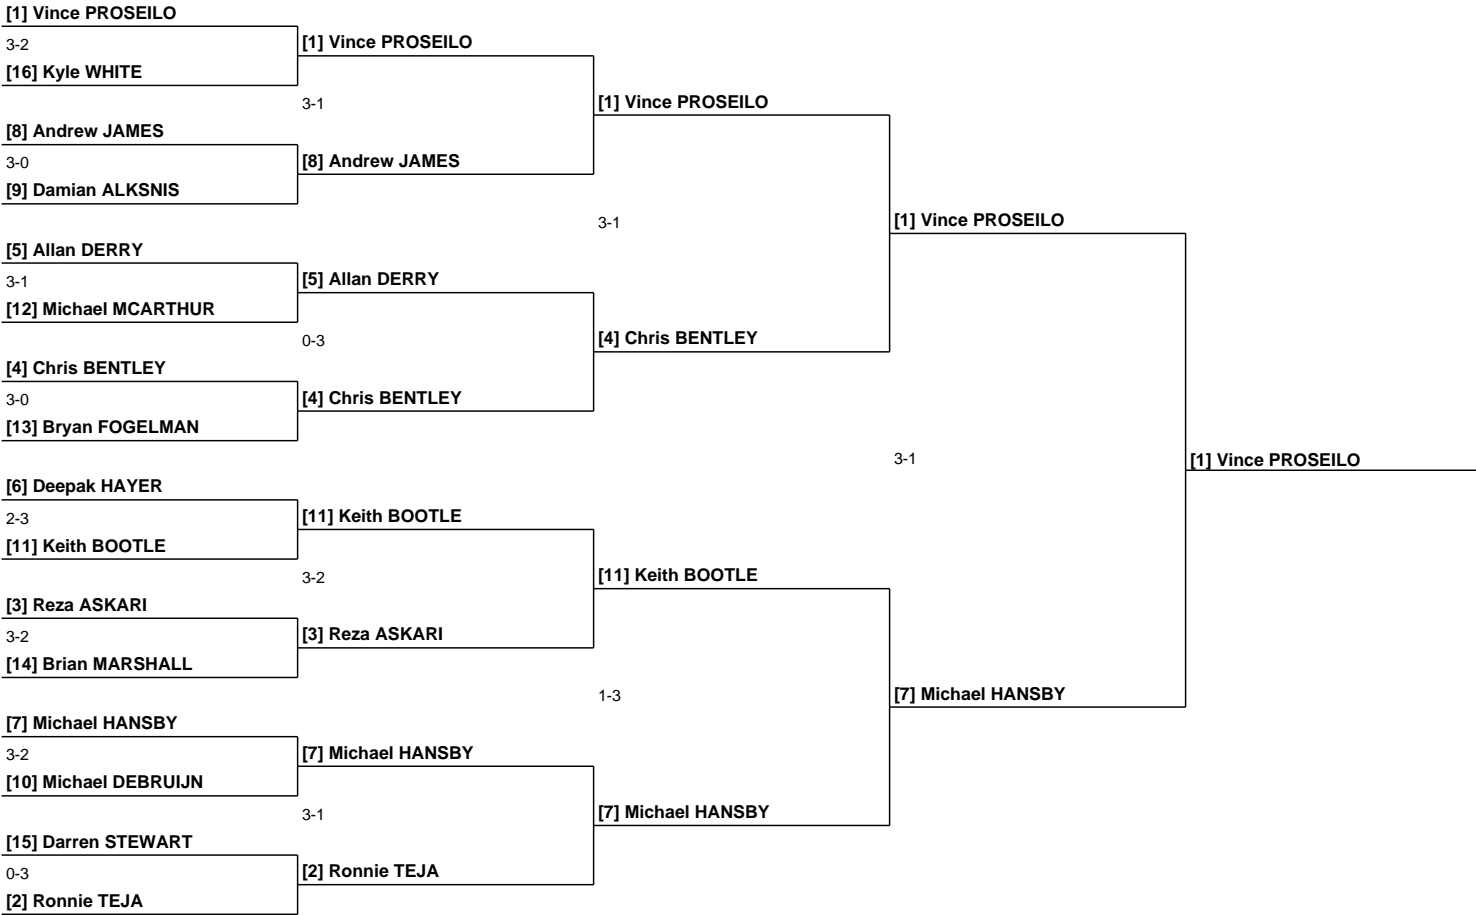 [1] Vince PROSEILO
3-2
[1] Vince PROSEILO
[16] Kyle WHITE
3-1
[1] Vince PROSEILO
[8] Andrew JAMES
3-0
[8] Andrew JAMES
[9] Damian ALKSNIS
3-1
[1] Vince PROSEILO
[5] Allan DERRY
3-1
[5] Allan DERRY
[12] Michael MCARTHUR
0-3
[4] Chris BENTLEY
[4] Chris BENTLEY
3-0
[4] Chris BENTLEY
[13] Bryan FOGELMAN
3-1
[1] Vince PROSEILO
[6] Deepak HAYER
2-3
[11] Keith BOOTLE
[11] Keith BOOTLE
3-2
[11] Keith BOOTLE
[3] Reza ASKARI
3-2
[3] Reza ASKARI
[14] Brian MARSHALL
1-3
[7] Michael HANSBY
[7] Michael HANSBY
3-2
[7] Michael HANSBY
[10] Michael DEBRUIJN
3-1
[7] Michael HANSBY
[15] Darren STEWART
0-3
[2] Ronnie TEJA
[2] Ronnie TEJA